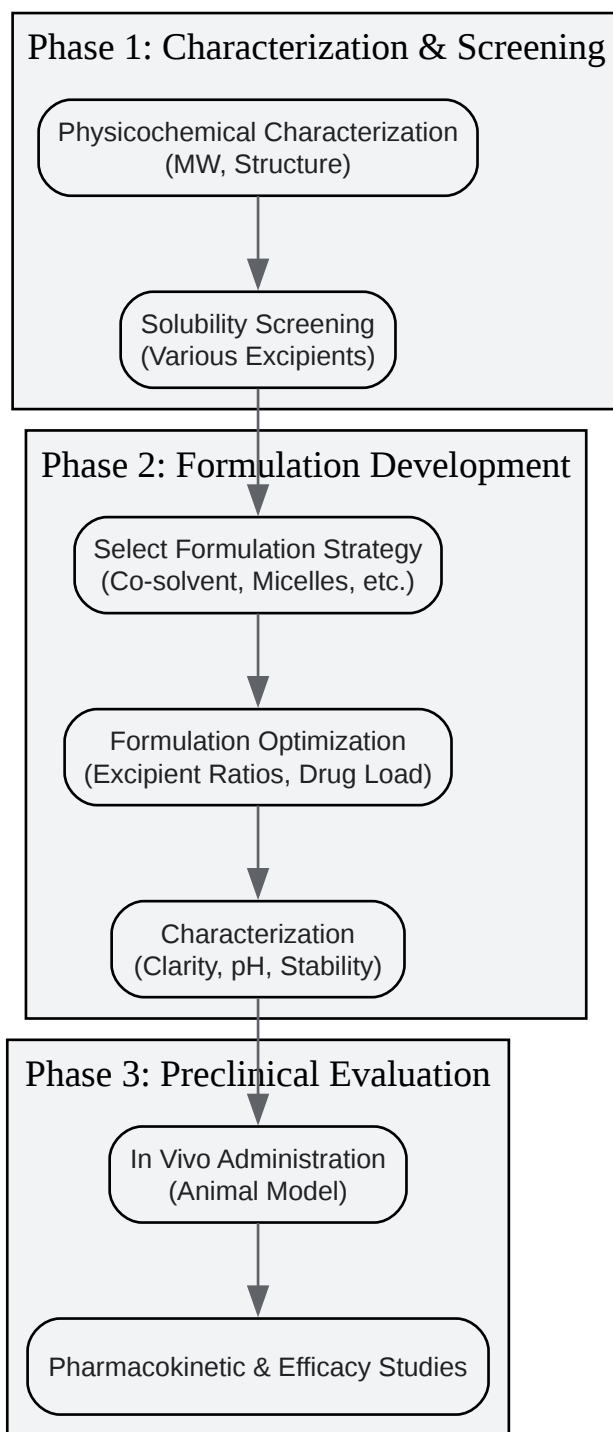 Phase 1: Characterization & Screening
Physicochemical Characterization
(MW, Structure)
Solubility Screening
(Various Excipients)
Phase 2: Formulation Development
Select Formulation Strategy
(Co-solvent, Micelles, etc.)
Formulation Optimization
(Excipient Ratios, Drug Load)
Characterization
(Clarity, pH, Stability)
Phase 3: Preclinical Evaluation
In Vivo Administration
(Animal Model)
Pharmacokinetic & Efficacy Studies